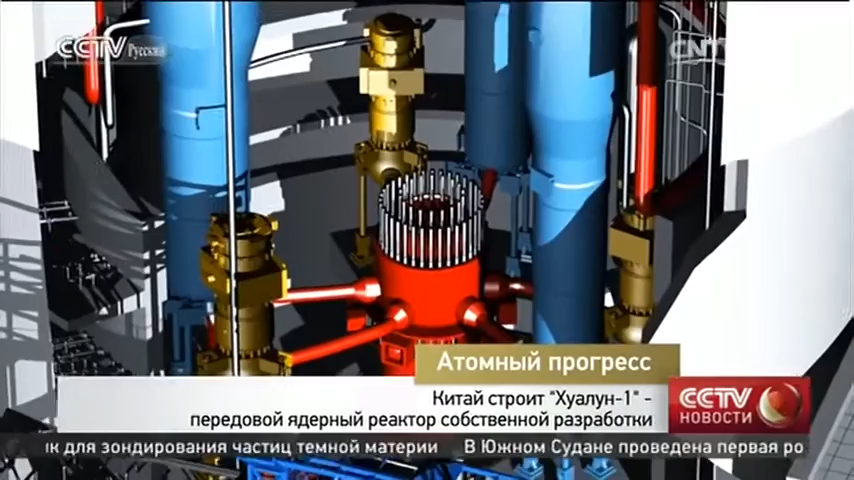 CCTV Русский
CNTV
Атомный прогресс
Китай строит "Хуалун-1" -
передовой ядерный реактор собственной разработки
CCTV
НОВОСТИ
для зондирования частиц темной материи В Южном Судане проведена первая